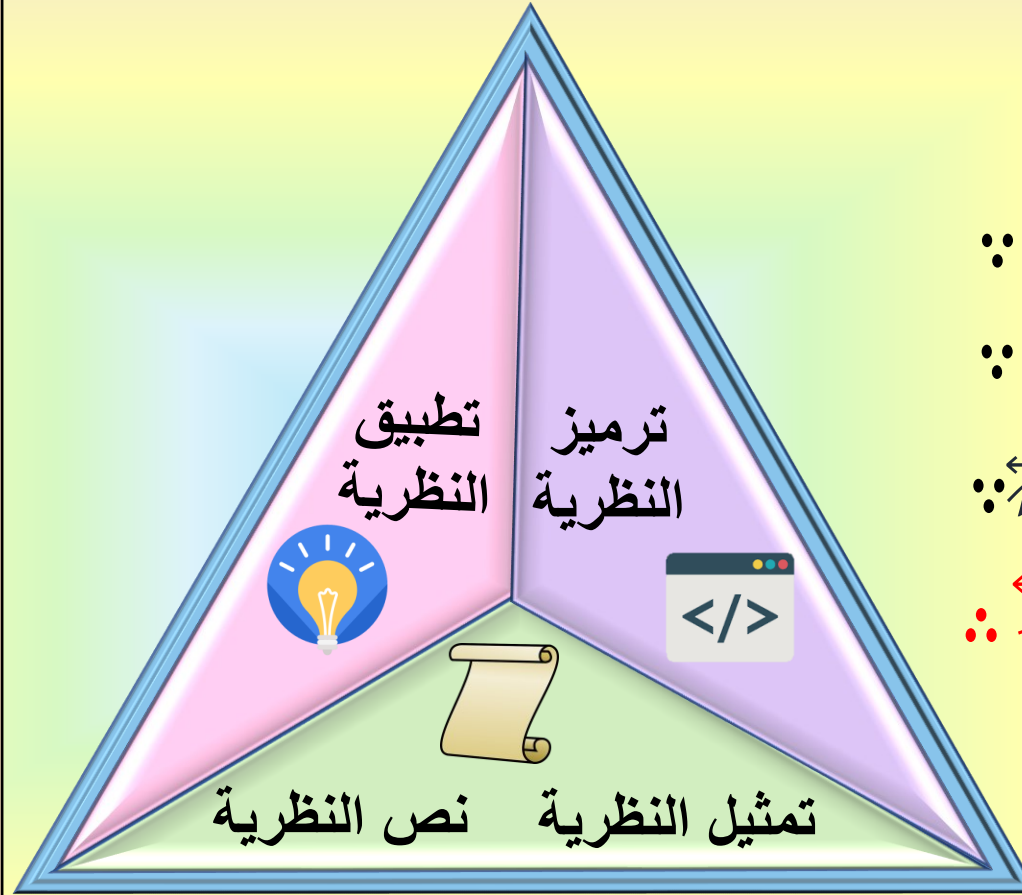 ترميز
النظرية
تطبيق
النظرية
</>
تمثيل النظرية
نص النظرية
∵
∵
∵
∴